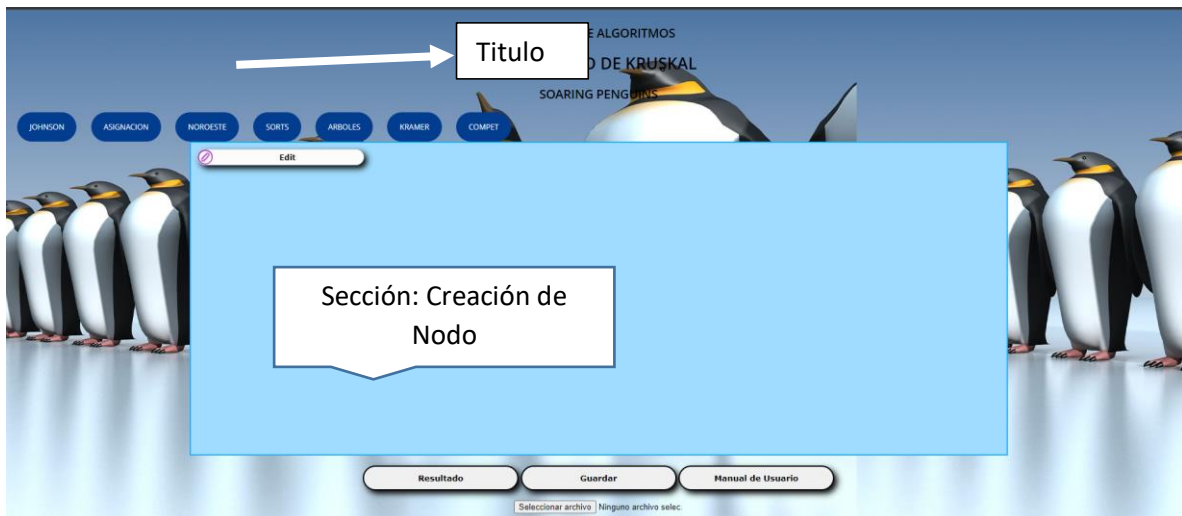 Titulo
E ALGORITMOS
DE KRUSKAL
SOARING PENGUINS
JOHNSON
ASIGNACION
NOROESTE
SORTS
ARBOLES
KRAMER
COMPET
Edit
Sección: Creación de
Nodo
Resultado
Guardar
Manual de Usuario
Seleccionar archivo Ninguno archivo selec.